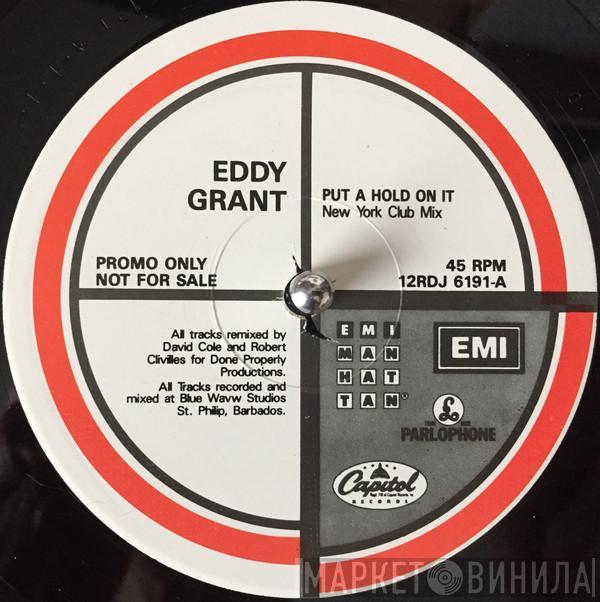 EDDY
GRANT
PUT A HOLD ON IT
New York Club Mix
PROMO ONLY
NOT FOR SALE
45 RPM
12RDJ 6191-A
All tracks remixed by
David Cole and Robert
Clivilles for Done Properly
Productions.
All Tracks recorded and
mixed at Blue Wavw Studios
St. Philip, Barbados.
EMI
MAN
HAT
TAN®
EMI
PARLOPHONE
Capitol
RECORDS
МАРКЕТ ВИНИЛА